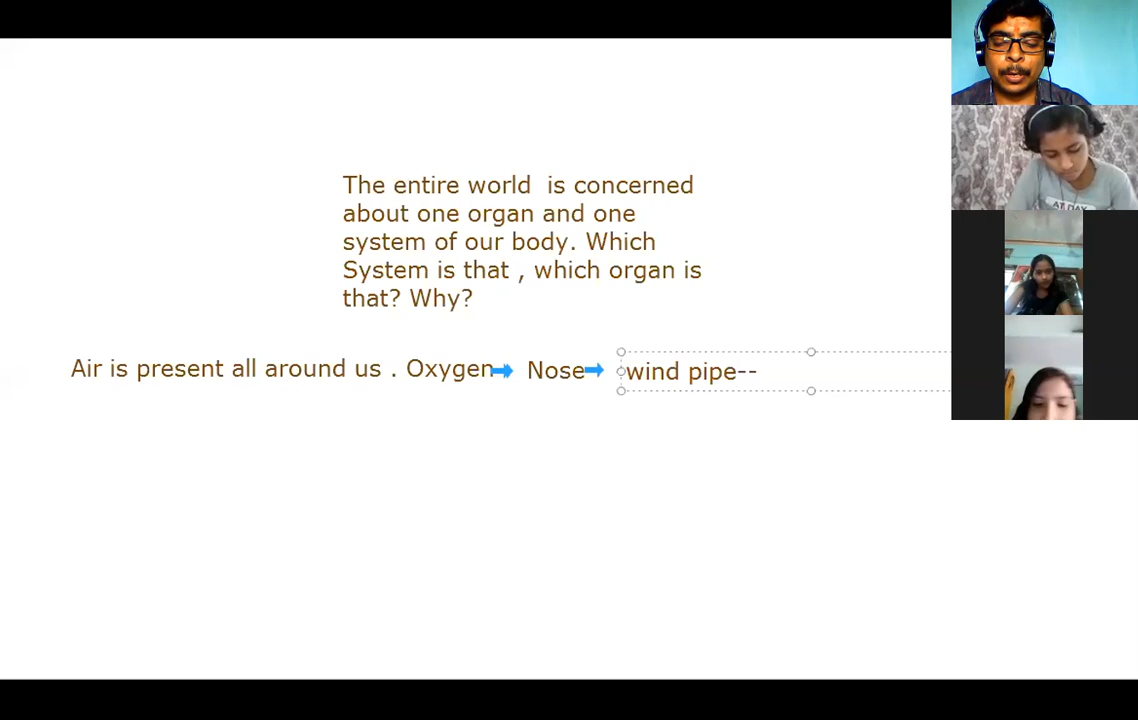 The entire world  is concerned
about one organ and one
system of our body. Which
System is that , which organ is
that? Why?
Air is present all around us . Oxygen Nose wind pipe--